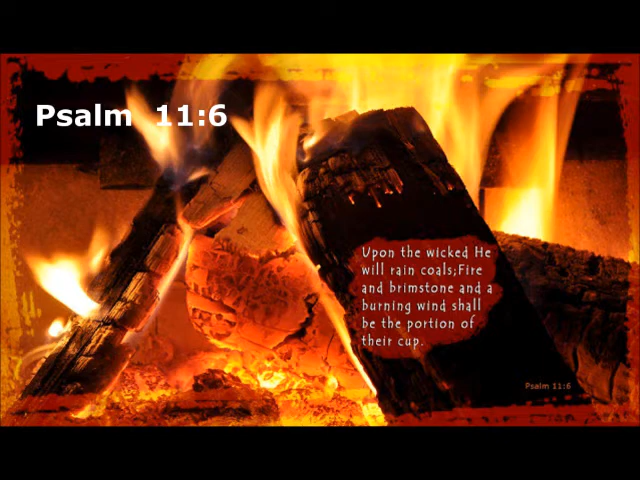 Psalm 11:6
Upon the wicked He
will rain coals;Fire
and brimstone and a
burning wind shall
be the portion of
their cup.
Psalm 11:6